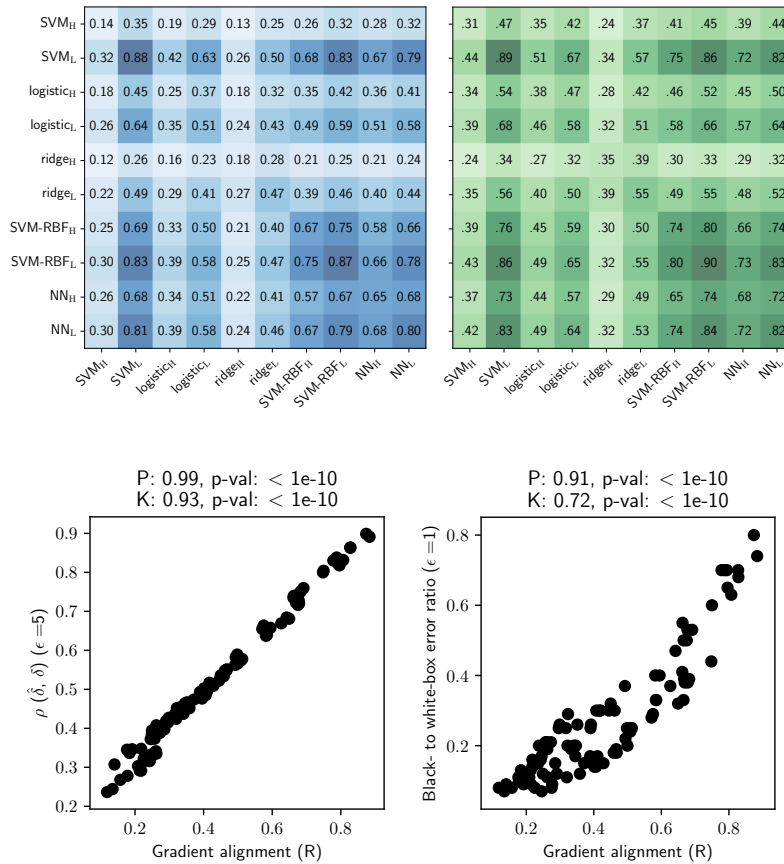 SVM_H 0.14 0.35 0.19 0.29 0.13 0.25 0.26 0.32 0.28 0.32
SVM_L 0.32 0.88 0.42 0.63 0.26 0.50 0.68 0.83 0.67 0.79
logistic_H 0.18 0.45 0.25 0.37 0.18 0.32 0.35 0.42 0.36 0.41
logistic_L 0.26 0.64 0.35 0.51 0.24 0.43 0.49 0.59 0.51 0.58
ridge_H 0.12 0.26 0.16 0.23 0.18 0.28 0.21 0.25 0.21 0.24
ridge_L 0.22 0.49 0.29 0.41 0.27 0.47 0.39 0.46 0.40 0.44
SVM-RBF_H 0.25 0.69 0.33 0.50 0.21 0.40 0.67 0.75 0.58 0.66
SVM-RBF_L 0.30 0.83 0.39 0.58 0.25 0.47 0.75 0.87 0.66 0.78
NN_H 0.26 0.68 0.34 0.51 0.22 0.41 0.57 0.67 0.65 0.68
NN_L 0.30 0.81 0.39 0.58 0.24 0.46 0.67 0.79 0.68 0.80
SVM_H SVM_L logistic_H logistic_L ridge_H ridge_L SVM-RBF_H SVM-RBF_L NN_H NN_L
.31 .47 .35 .42 .24 .37 .41 .45 .39 .44
.44 .89 .51 .67 .34 .57 .75 .86 .72 .82
.34 .54 .38 .47 .28 .42 .46 .52 .45 .50
.39 .68 .46 .58 .32 .51 .58 .66 .57 .64
.24 .34 .27 .32 .35 .39 .30 .33 .29 .32
.35 .56 .40 .50 .39 .55 .49 .55 .48 .52
.39 .76 .45 .59 .30 .50 .74 .80 .66 .74
.43 .86 .49 .65 .32 .55 .80 .90 .73 .83
.37 .73 .44 .57 .29 .49 .65 .74 .68 .72
.42 .83 .49 .64 .32 .53 .74 .84 .72 .82
SVM_H SVM_L logistic_H logistic_L ridge_H ridge_L SVM-RBF_H SVM-RBF_L NN_H NN_L
P: 0.99, p-val: < 1e-10
K: 0.93, p-val: < 1e-10
ρ (δ̂, δ) (ϵ =5)
0.9
0.8
0.7
0.6
0.5
0.4
0.3
0.2
0.2 0.4 0.6 0.8
Gradient alignment (R)
P: 0.91, p-val: < 1e-10
K: 0.72, p-val: < 1e-10
Black- to white-box error ratio (ϵ =1)
0.8
0.6
0.4
0.2
0.2 0.4 0.6 0.8
Gradient alignment (R)